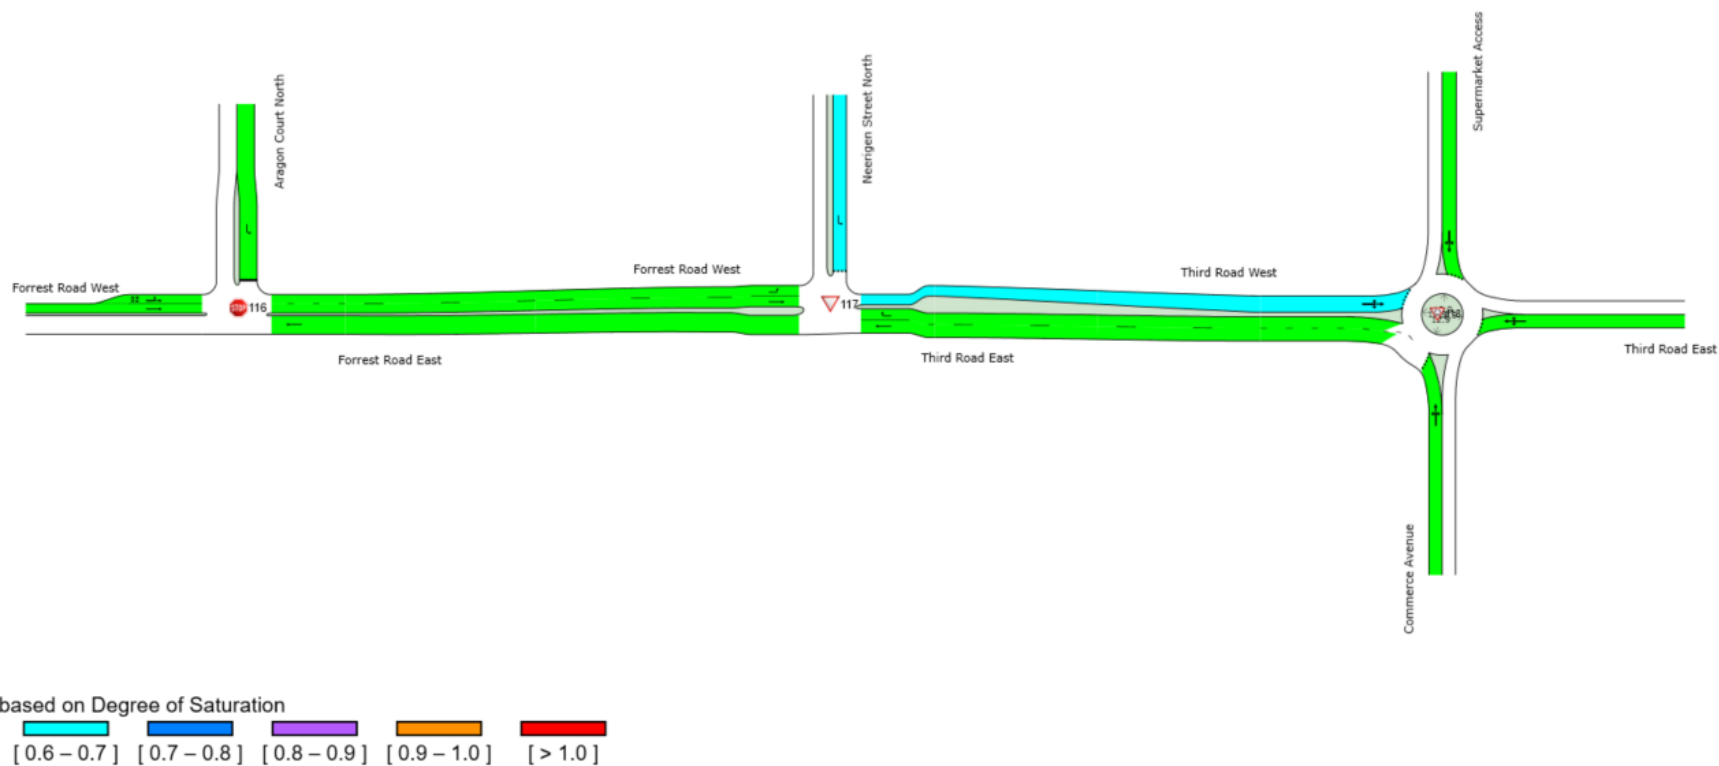 Supermarket Access
Neerigen Street North
Aragon Court North
Forrest Road West
Third Road West
Forrest Road West
STOP
116
117
Third Road East
Third Road East
Forrest Road East
Commerce Avenue
based on Degree of Saturation
[ 0.6 – 0.7 ] [ 0.7 – 0.8 ] [ 0.8 – 0.9 ] [ 0.9 – 1.0 ] [ > 1.0 ]